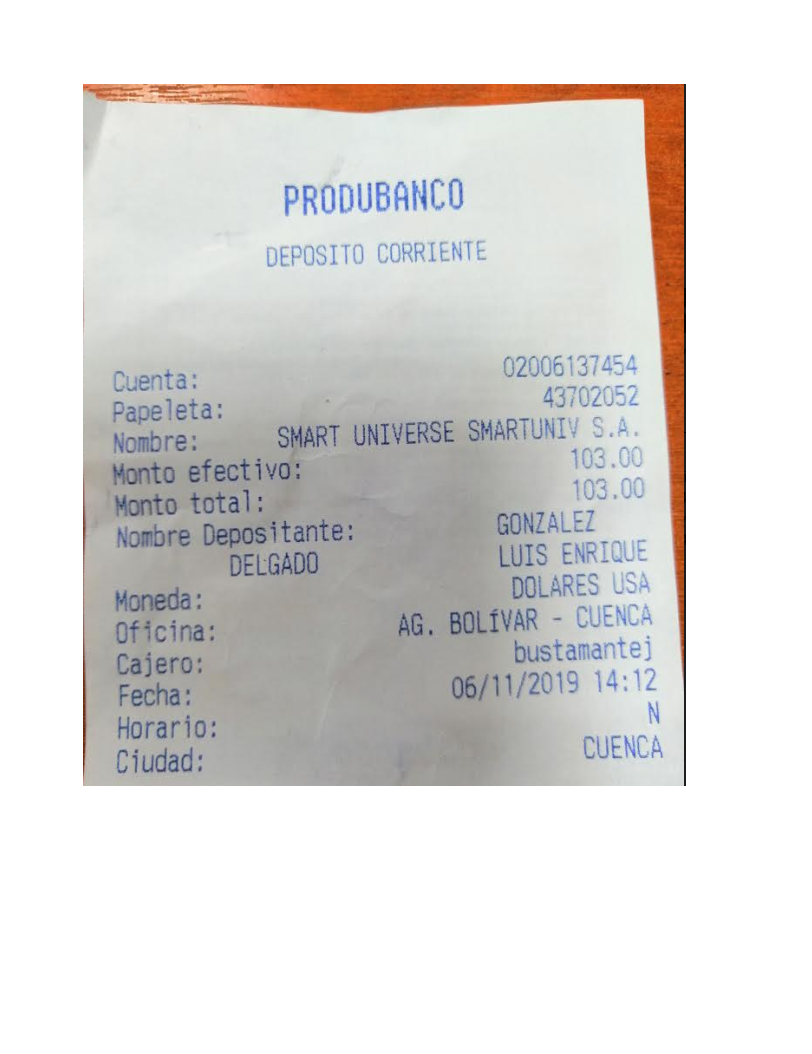 PRODUBANCO
DEPOSITO CORRIENTE
Cuenta: 02006137454
Papeleta: 43702052
Nombre: SMART UNIVERSE SMARTUNIV S.A.
Monto efectivo: 103.00
Monto total: 103.00
Nombre Depositante: GONZALEZ
DELGADO LUIS ENRIQUE
Moneda: DOLARES USA
Oficina: AG. BOLÍVAR - CUENCA
Cajero: bustamantej
Fecha: 06/11/2019 14:12
Horario: N
Ciudad: CUENCA